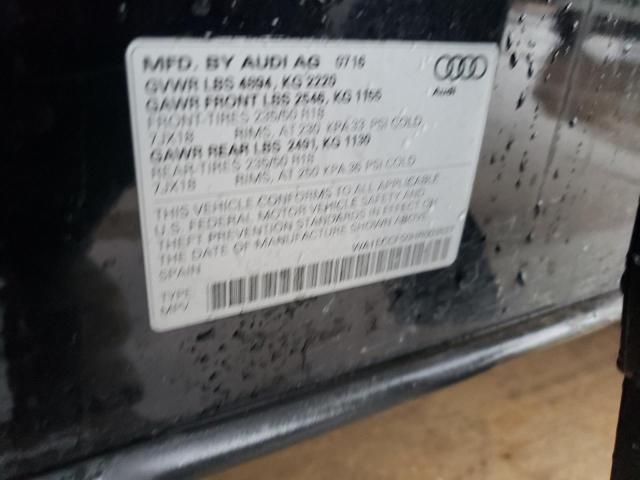 MFD. BY AUDI AG 0716
GVWR LBS 4894, KG 2220
GAWR FRONT LBS 2546, KG 1155
FRONT-TIRES 235/50 R18
7JX18 RIMS, AT 230 KPA 33 PSI COLD
GAWR REAR LBS 2491, KG 1130
REAR-TIRES 235/50 R18
7JX18 RIMS, AT 250 KPA 36 PSI COLD
THIS VEHICLE CONFORMS TO ALL APPLICABLE
U.S. FEDERAL MOTOR VEHICLE SAFETY AND
THEFT PREVENTION STANDARDS IN EFFECT ON
THE DATE OF MANUFACTURE SHOWN ABOVE.
SPAIN
TYPE
MPV
Audi